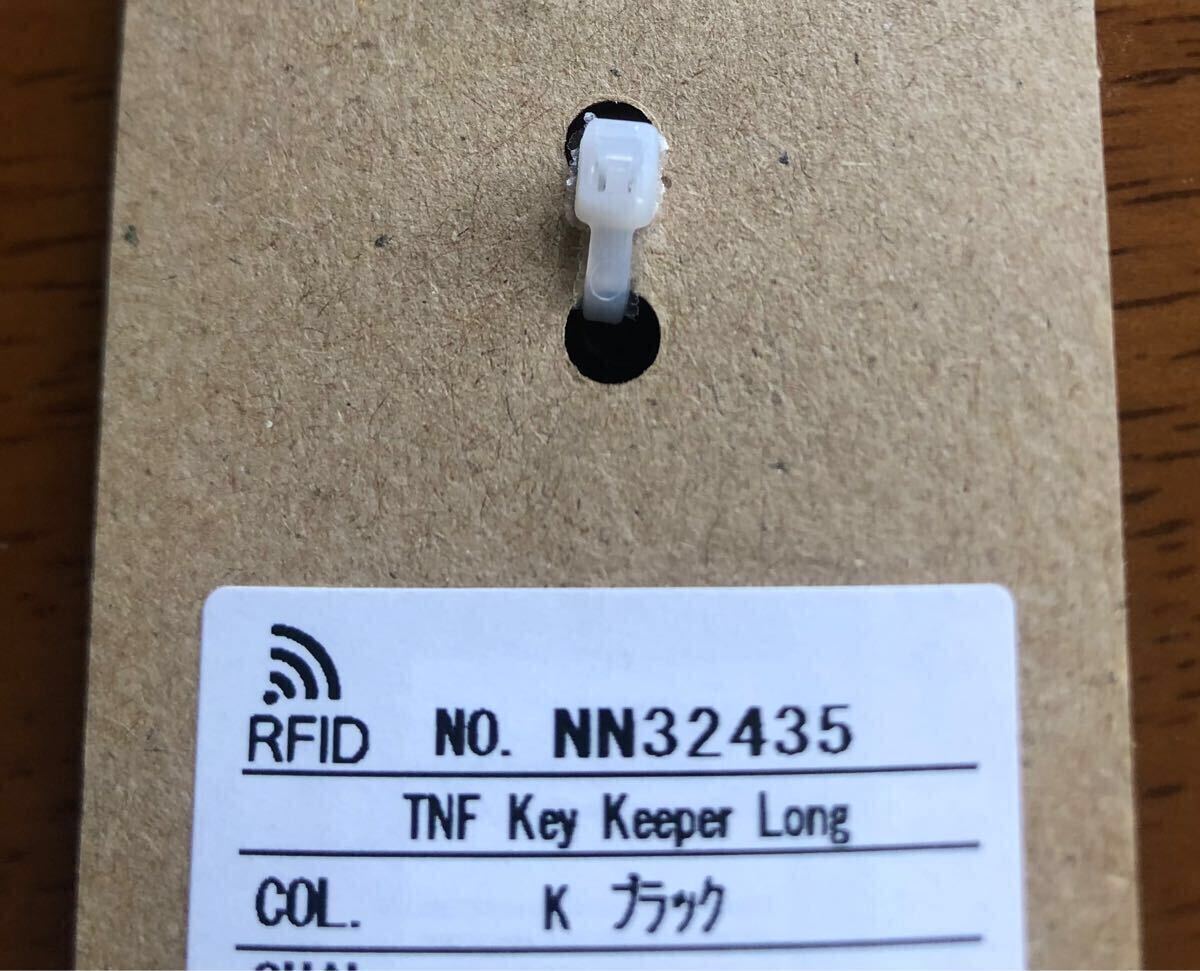 RFID NO. NN32435
TNF Key Keeper Long
COL. K ブラック